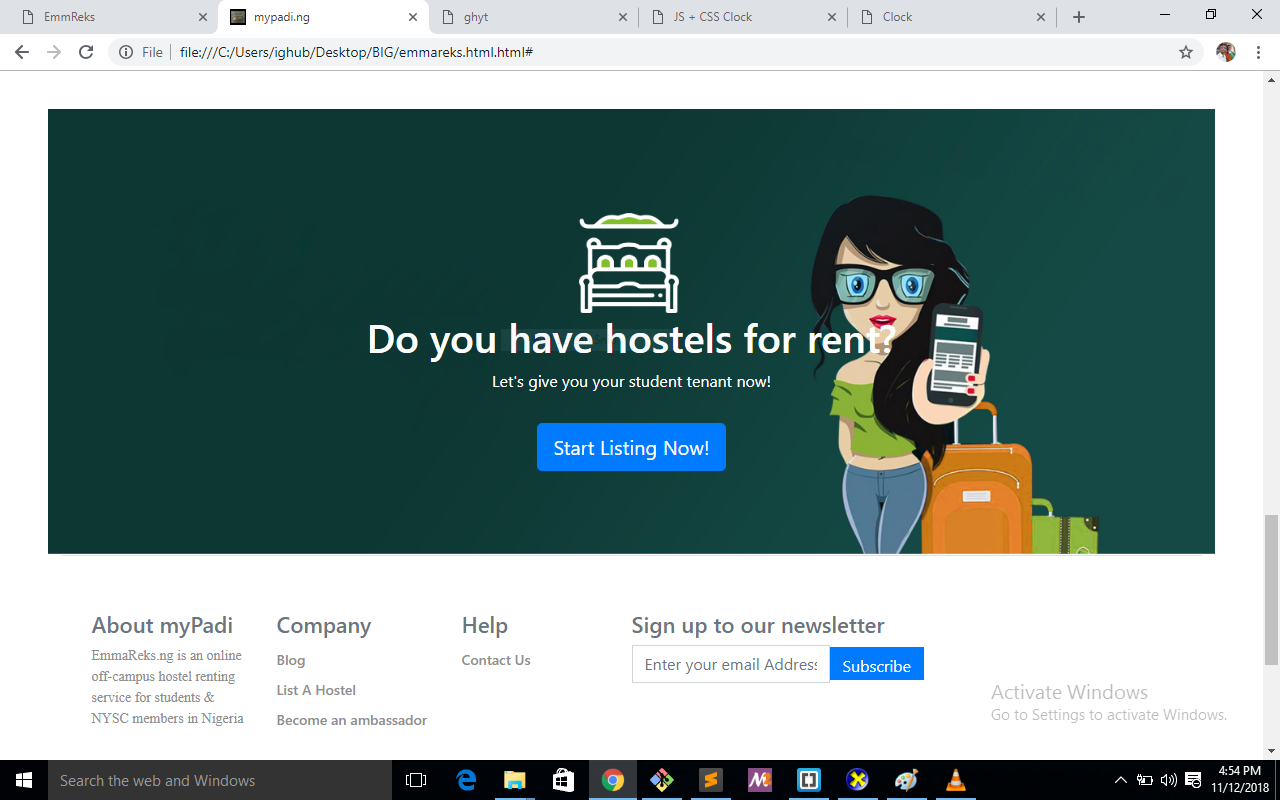 EmmReks
mypadi.ng
ghyt
JS + CSS Clock
Clock
File
file:///C:/Users/ighub/Desktop/BIG/emmareks.html.html#
Do you have hostels for rent?
Let's give you your student tenant now!
Start Listing Now!
About myPadi
EmmaReks.ng is an online
off-campus hostel renting
service for students &
NYSC members in Nigeria
Company
Blog
List A Hostel
Become an ambassador
Help
Contact Us
Sign up to our newsletter
Enter your email Address
Subscribe
Activate Windows
Go to Settings to activate Windows.
Search the web and Windows
4:54 PM
11/12/2018